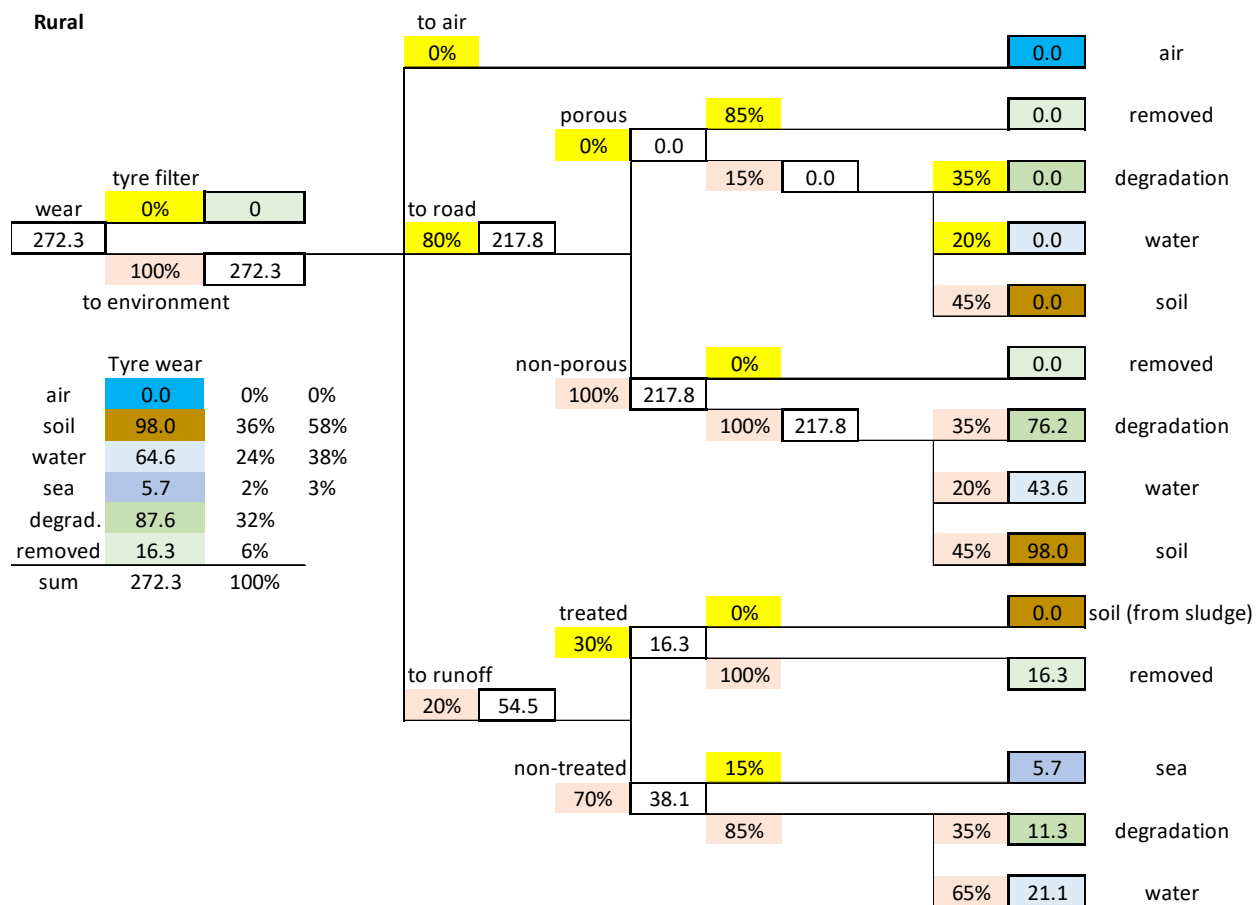 Rural
to air
0% 0.0 air
porous 85% 0.0 removed
0% 0.0
15% 0.0 35% 0.0 degradation
tyre filter
wear 0% 0 to road
272.3 80% 217.8 20% 0.0 water
100% 272.3
to environment
45% 0.0 soil
Tyre wear non-porous 0% 0.0 removed
air 0.0 0% 0% 100% 217.8
soil 98.0 36% 58% 100% 217.8 35% 76.2 degradation
water 64.6 24% 38%
sea 5.7 2% 3% 20% 43.6 water
degrad. 87.6 32%
removed 16.3 6% 45% 98.0 soil
sum 272.3 100%
treated 0% 0.0 soil (from sludge)
30% 16.3
to runoff 100% 16.3 removed
20% 54.5
non-treated 15% 5.7 sea
70% 38.1
85% 35% 11.3 degradation
65% 21.1 water